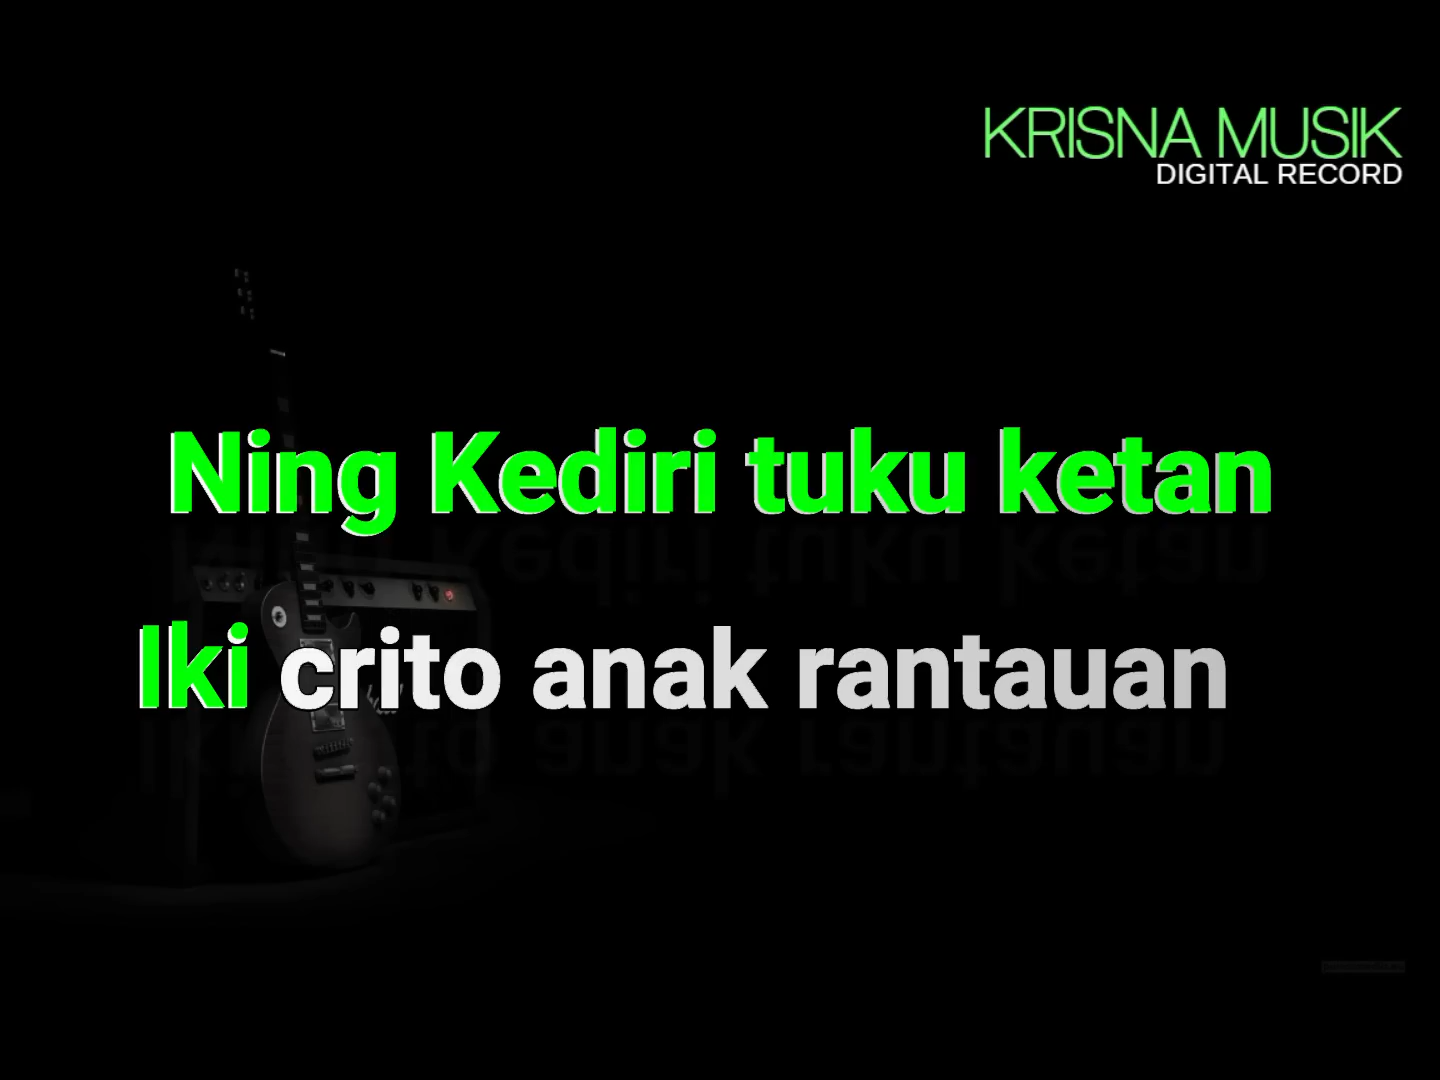 KRISNA MUSIK
DIGITAL RECORD
Ning Kediri tuku ketan
Iki crito anak rantauan